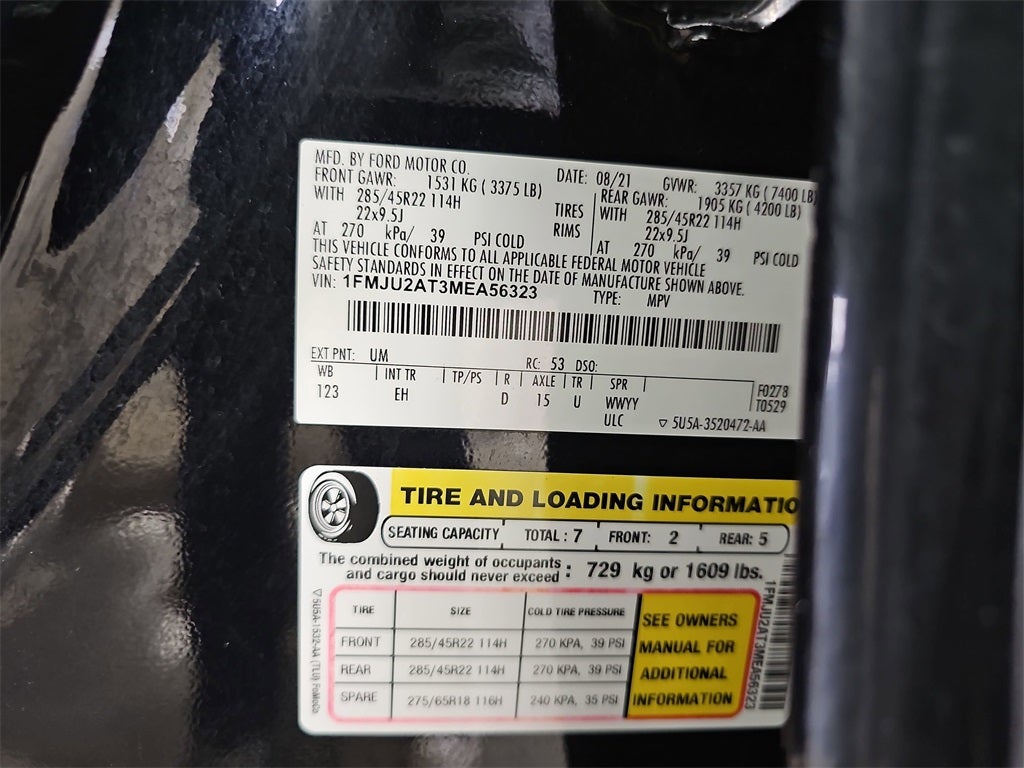 MFD. BY FORD MOTOR CO.
DATE: 08/21 GVWR: 3357 KG ( 7400 LB)
FRONT GAWR: 1531 KG ( 3375 LB)
REAR GAWR: 1905 KG ( 4200 LB)
WITH 285/45R22 114H TIRES WITH 285/45R22 114H
22x9.5J RIMS 22x9.5J
AT 270 kPa/ 39 PSI COLD AT 270 kPa/ 39 PSI COLD
THIS VEHICLE CONFORMS TO ALL APPLICABLE FEDERAL MOTOR VEHICLE
SAFETY STANDARDS IN EFFECT ON THE DATE OF MANUFACTURE SHOWN ABOVE.
VIN: 1FMJU2AT3MEA56323 TYPE: MPV
EXT PNT: UM RC: 53 DSO:
WB INT TR TP/PS R AXLE TR SPR F0278
123 EH D 15 U WWYY T0529
ULC ▽ 5U5A-3520472-AA
TIRE AND LOADING INFORMATIO
SEATING CAPACITY TOTAL : 7 FRONT: 2 REAR: 5
The combined weight of occupants
and cargo should never exceed : 729 kg or 1609 lbs.
TIRE SIZE COLD TIRE PRESSURE
FRONT 285/45R22 114H 270 KPA, 39 PSI
REAR 285/45R22 114H 270 KPA, 39 PSI
SPARE 275/65R18 116H 240 KPA, 35 PSI
SEE OWNERS
MANUAL FOR
ADDITIONAL
INFORMATION
1FMJU2AT3MEA56323
▽5U5A-1532-AA (TLU) FoMoCo